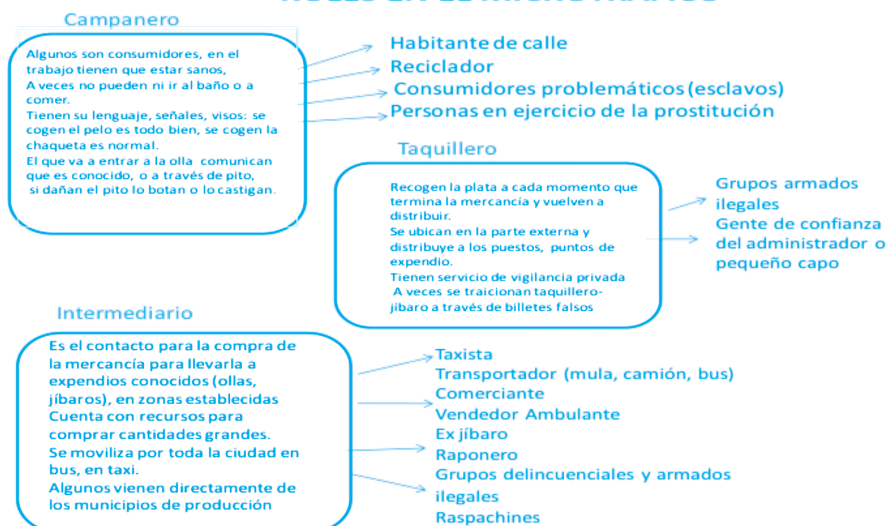 Campanero
Algunos son consumidores, en el
trabajo tienen que estar sanos,
A veces no pueden ni ir al baño o a
comer.
Tienen su lenguaje, señales, visos: se
cogen el pelo es todo bien, se cogen la
chaqueta es normal.
El que va a entrar a la olla comunican
que es conocido, o a través de pito,
si dañan el pito lo botan o lo castigan.
Habitante de calle
Reciclador
Consumidores problemáticos (esclavos)
Personas en ejercicio de la prostitución
Taquillero
Recogen la plata a cada momento que
termina la mercancía y vuelven a
distribuir.
Se ubican en la parte externa y
distribuye a los puestos, puntos de
expendio.
Tienen servicio de vigilancia privada
A veces se traicionan taquillero-
jíbaro a través de billetes falsos
Grupos armados
ilegales
Gente de confianza
del administrador o
pequeño capo
Intermediario
Es el contacto para la compra de
la mercancía para llevarla a
expendios conocidos (ollas,
jíbaros), en zonas establecidas
Cuenta con recursos para
comprar cantidades grandes.
Se moviliza por toda la ciudad en
bus, en taxi.
Algunos vienen directamente de
los municipios de producción
Taxista
Transportador (mula, camión, bus)
Comerciante
Vendedor Ambulante
Ex jíbaro
Raponero
Grupos delincuenciales y armados
ilegales
Raspachines